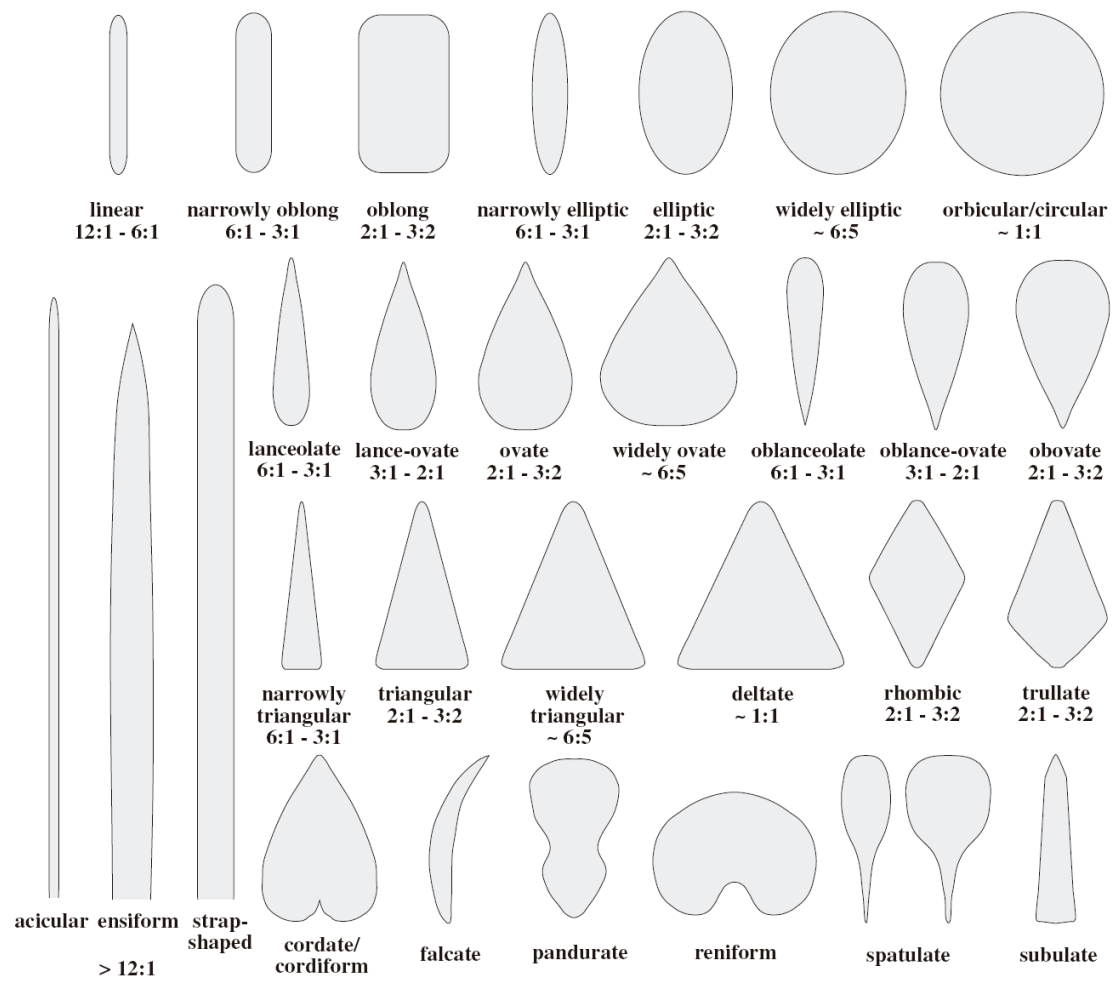 linear narrowly oblong oblong narrowly elliptic elliptic widely elliptic orbicular/circular
12:1 - 6:1 6:1 - 3:1 2:1 - 3:2 6:1 - 3:1 2:1 - 3:2 ~ 6:5 ~ 1:1
lanceolate lance-ovate ovate widely ovate oblanceolate oblance-ovate obovate
6:1 - 3:1 3:1 - 2:1 2:1 - 3:2 ~ 6:5 6:1 - 3:1 3:1 - 2:1 2:1 - 3:2
narrowly triangular widely deltate rhombic trullate
triangular 2:1 - 3:2 triangular ~ 1:1 2:1 - 3:2 2:1 - 3:2
6:1 - 3:1 ~ 6:5
acicular ensiform strap-
shaped
> 12:1
cordate/ falcate pandurate reniform spatulate subulate
cordiform